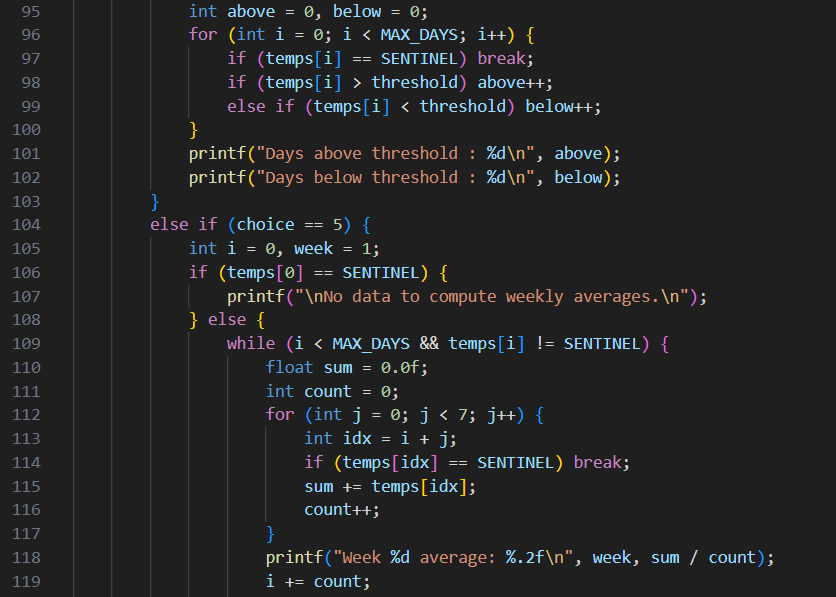 95 int above = 0, below = 0;
96 for (int i = 0; i < MAX_DAYS; i++) {
97 if (temps[i] == SENTINEL) break;
98 if (temps[i] > threshold) above++;
99 else if (temps[i] < threshold) below++;
100 }
101 printf("Days above threshold : %d\n", above);
102 printf("Days below threshold : %d\n", below);
103 }
104 else if (choice == 5) {
105 int i = 0, week = 1;
106 if (temps[0] == SENTINEL) {
107 printf("\nNo data to compute weekly averages.\n");
108 } else {
109 while (i < MAX_DAYS && temps[i] != SENTINEL) {
110 float sum = 0.0f;
111 int count = 0;
112 for (int j = 0; j < 7; j++) {
113 int idx = i + j;
114 if (temps[idx] == SENTINEL) break;
115 sum += temps[idx];
116 count++;
117 }
118 printf("Week %d average: %.2f\n", week, sum / count);
119 i += count;